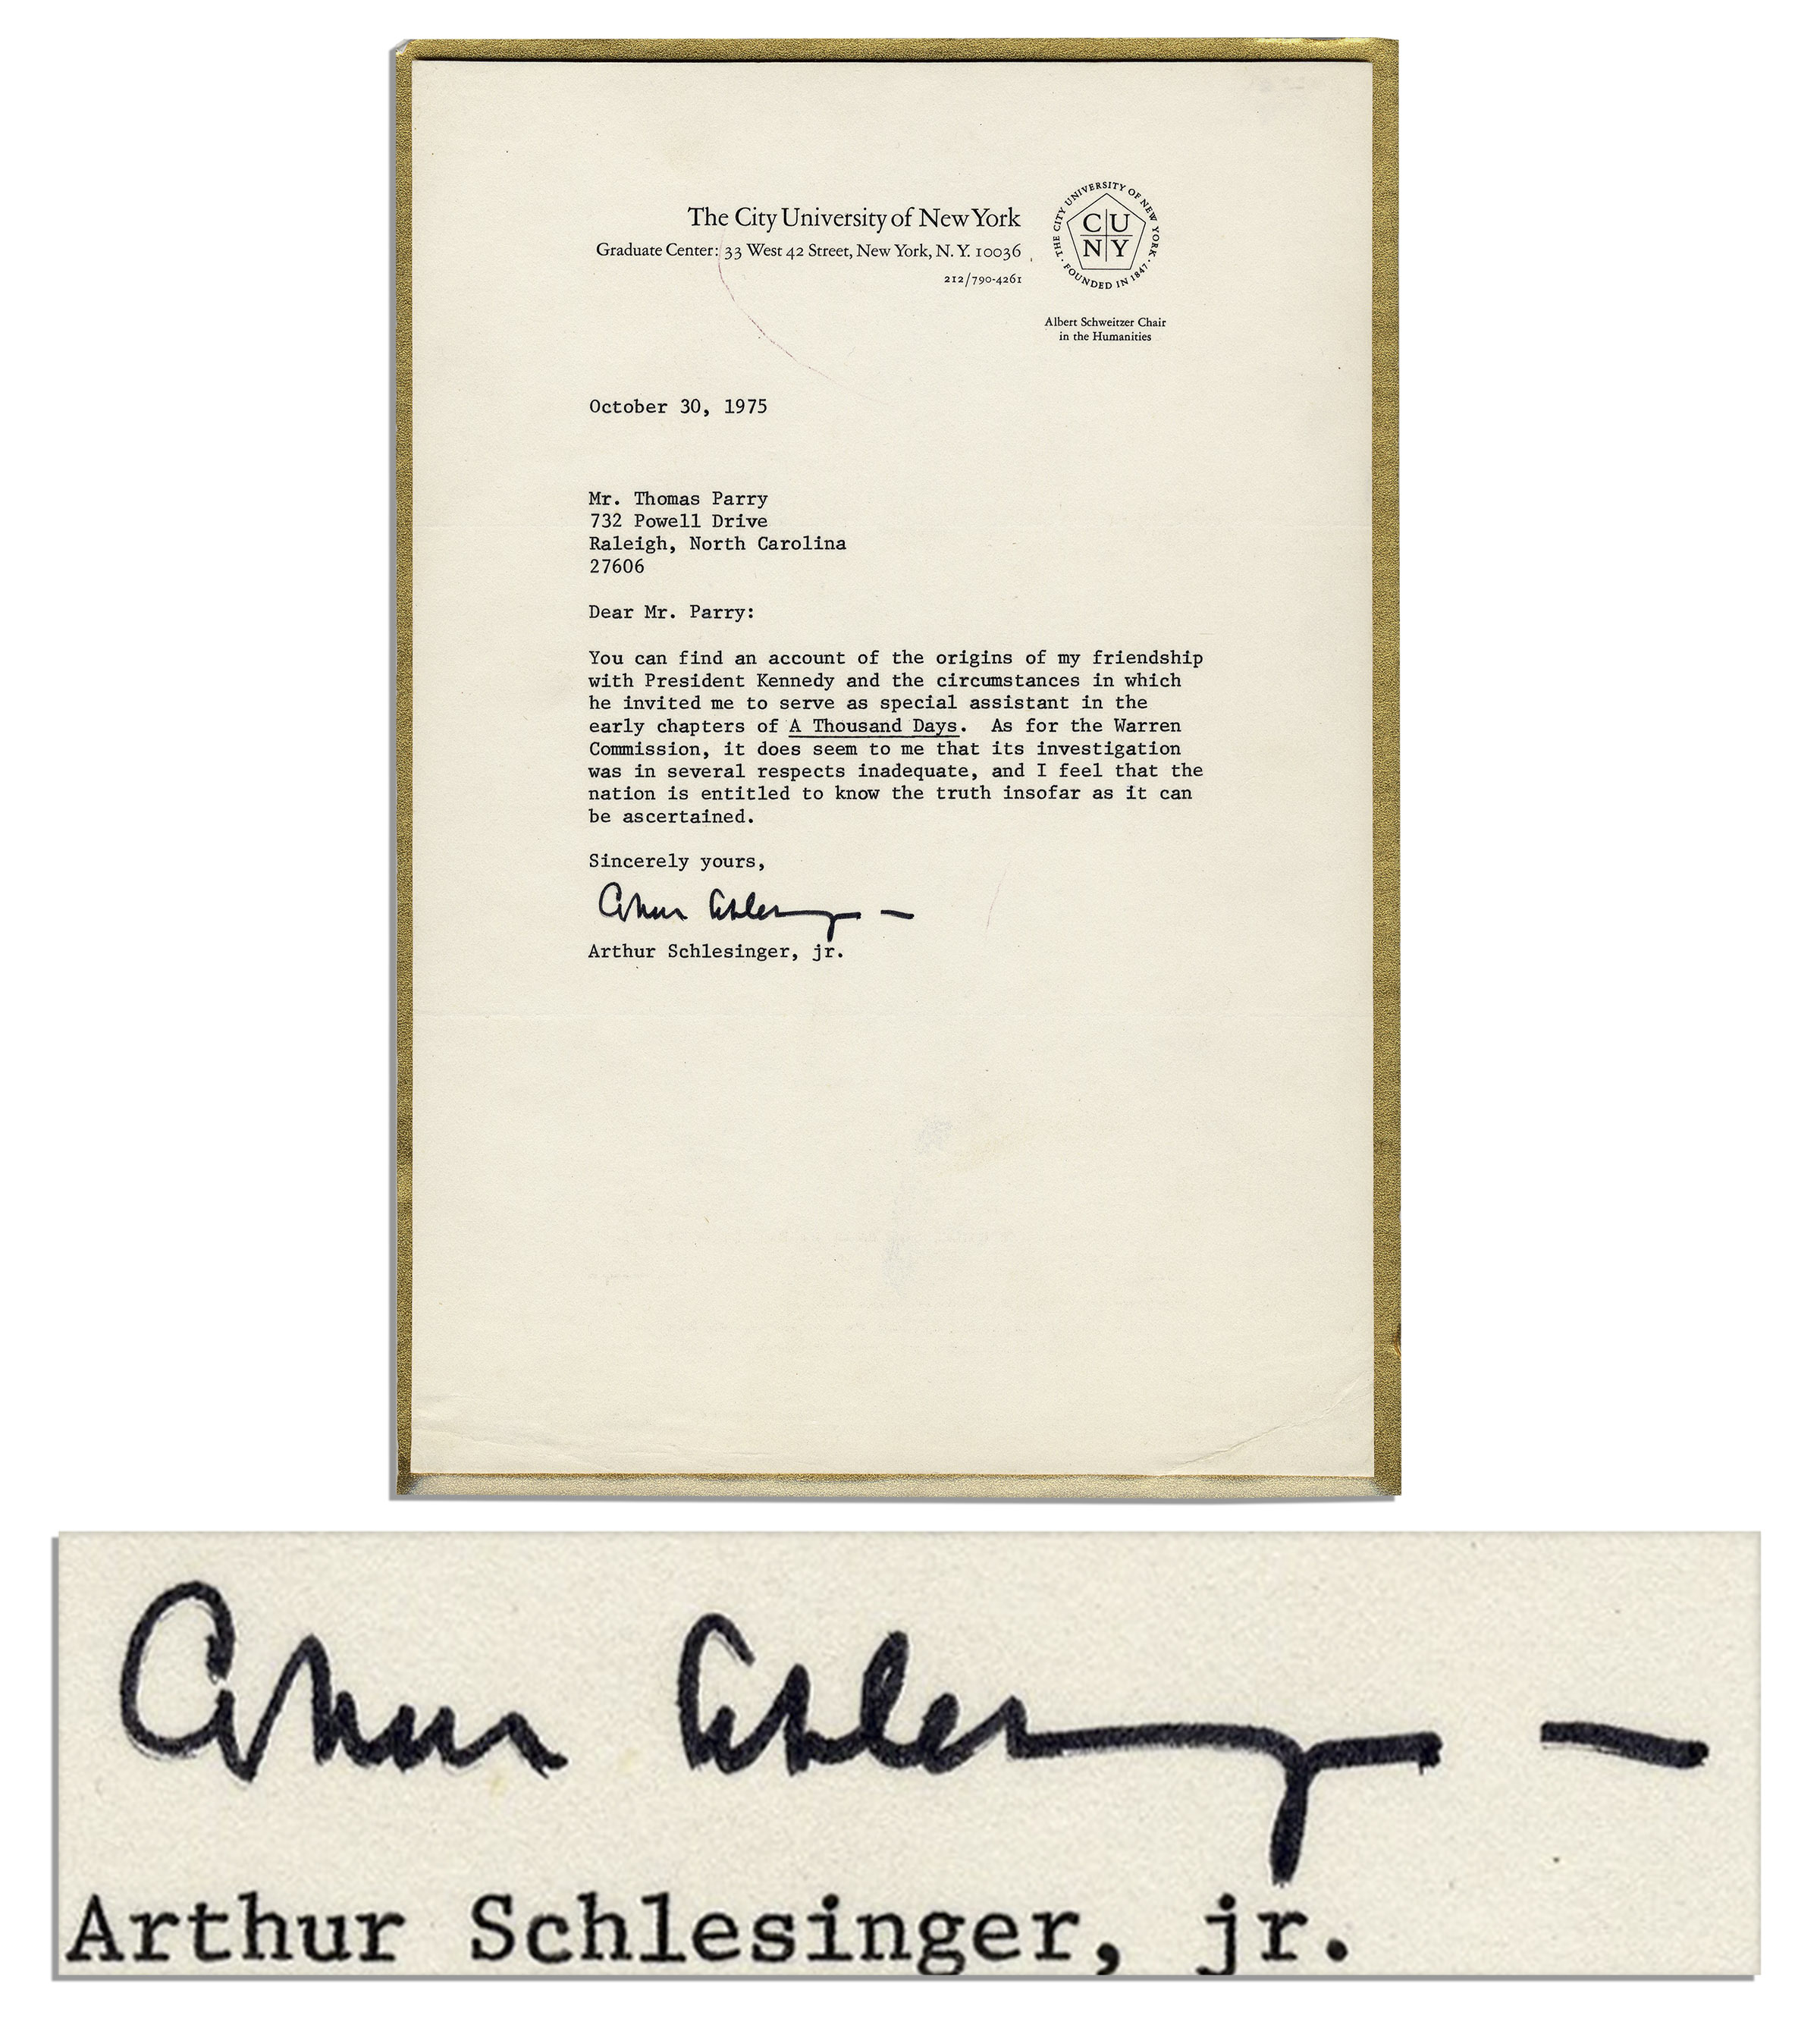 The City University of New York
Graduate Center: 33 West 42 Street, New York, N. Y. 10036
212/790-4261
THE CITY UNIVERSITY OF NEW YORK · FOUNDED IN 1847 ·
CU
NY
Albert Schweitzer Chair
in the Humanities
October 30, 1975
Mr. Thomas Parry
732 Powell Drive
Raleigh, North Carolina
27606
Dear Mr. Parry:
You can find an account of the origins of my friendship
with President Kennedy and the circumstances in which
he invited me to serve as special assistant in the
early chapters of A Thousand Days.  As for the Warren
Commission, it does seem to me that its investigation
was in several respects inadequate, and I feel that the
nation is entitled to know the truth insofar as it can
be ascertained.
Sincerely yours,
Arthur Schlesinger
Arthur Schlesinger, jr.
Arthur Schlesinger
Arthur Schlesinger, jr.